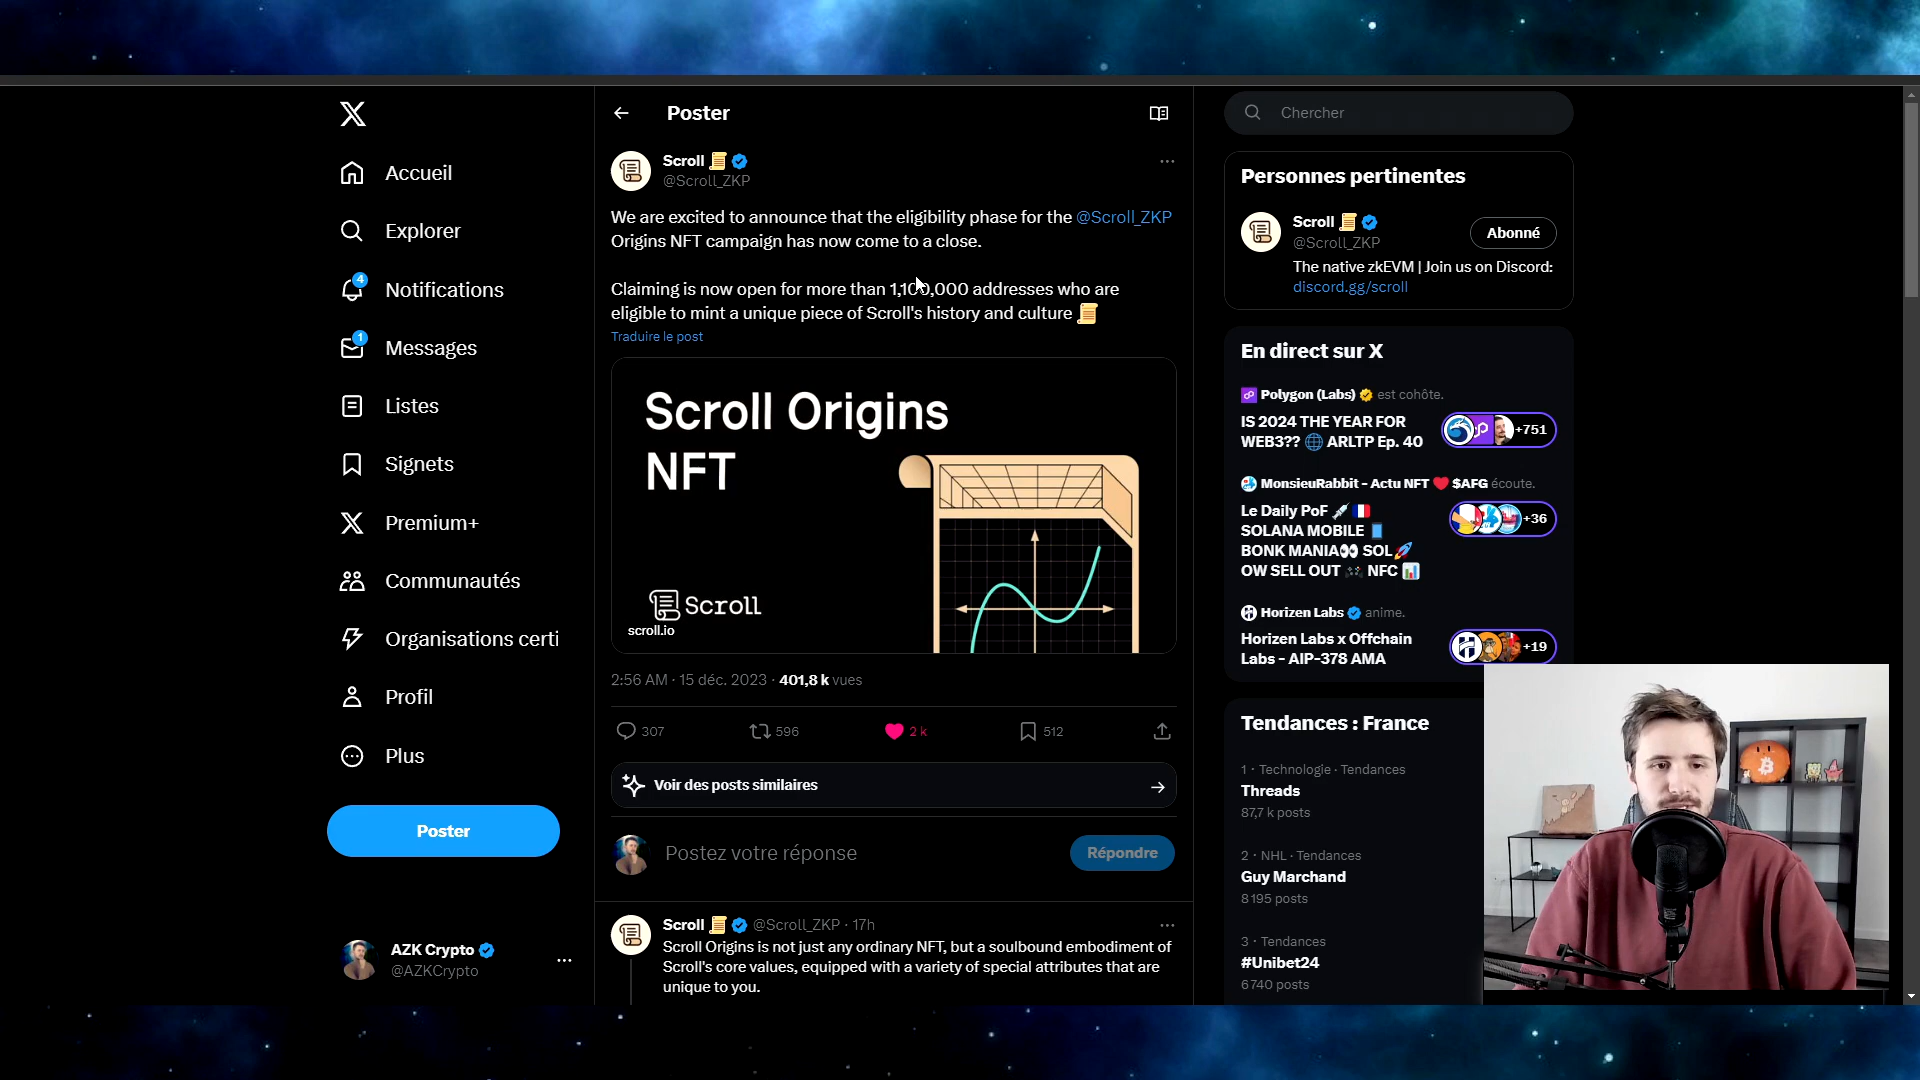 Poster
Chercher
Accueil
Explorer
4
Notifications
1
Messages
Listes
Signets
Premium+
Communautés
Organisations certi
Profil
Plus
Poster
AZK Crypto
@AZKCrypto
Scroll
@Scroll_ZKP
We are excited to announce that the eligibility phase for the @Scroll_ZKP
Origins NFT campaign has now come to a close.
Claiming is now open for more than 1,100,000 addresses who are
eligible to mint a unique piece of Scroll's history and culture
Traduire le post
Scroll Origins
NFT
Scroll
scroll.io
2:56 AM · 15 déc. 2023 · 401,8 k vues
307
596
2 k
512
Voir des posts similaires
Postez votre réponse
Répondre
Scroll @Scroll_ZKP · 17h
Scroll Origins is not just any ordinary NFT, but a soulbound embodiment of
Scroll's core values, equipped with a variety of special attributes that are
unique to you.
Personnes pertinentes
Scroll
@Scroll_ZKP
Abonné
The native zkEVM | Join us on Discord:
discord.gg/scroll
En direct sur X
Polygon (Labs) est cohôte.
IS 2024 THE YEAR FOR
WEB3?? ARLTP Ep. 40
+751
MonsieurRabbit - Actu NFT $AFG écoute.
Le Daily PoF
SOLANA MOBILE
BONK MANIA SOL
OW SELL OUT NFC
+36
Horizen Labs anime.
Horizen Labs x Offchain
Labs - AIP-378 AMA
+19
Tendances : France
1 · Technologie · Tendances
Threads
87,7 k posts
2 · NHL · Tendances
Guy Marchand
8 195 posts
3 · Tendances
#Unibet24
6 740 posts